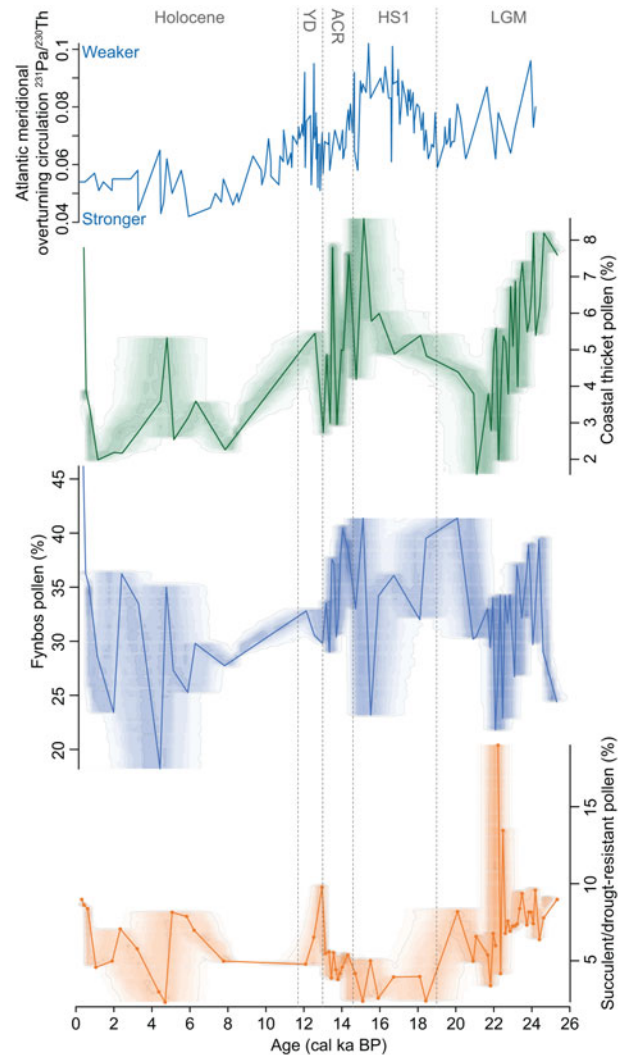 Holocene YD ACR HS1 LGM
Weaker
Stronger
Atlantic meridional
overturning circulation ²³¹Pa/²³⁰Th
0.1
0.08
0.06
0.04
Coastal thicket pollen (%)
8
7
6
5
4
3
2
Fynbos pollen (%)
45
40
35
30
25
20
Succulent/drougt-resistant pollen (%)
15
10
5
0 2 4 6 8 10 12 14 16 18 20 22 24 26
Age (cal ka BP)